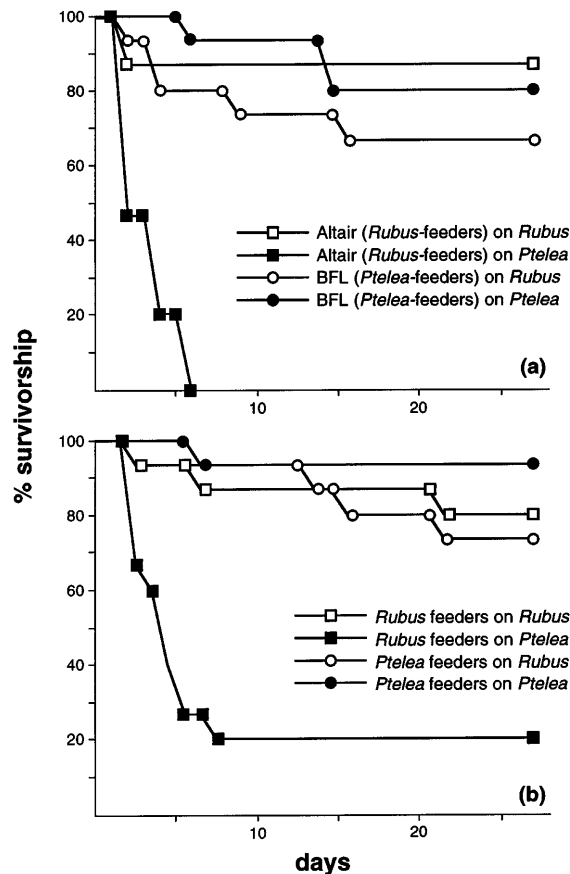 100
80
60
40
20
Altair (Rubus-feeders) on Rubus
Altair (Rubus-feeders) on Ptelea
BFL (Ptelea-feeders) on Rubus
BFL (Ptelea-feeders) on Ptelea
(a)
10 20
% survivorship
100
80
60
40
20
Rubus feeders on Rubus
Rubus feeders on Ptelea
Ptelea feeders on Rubus
Ptelea feeders on Ptelea
(b)
10 20
days